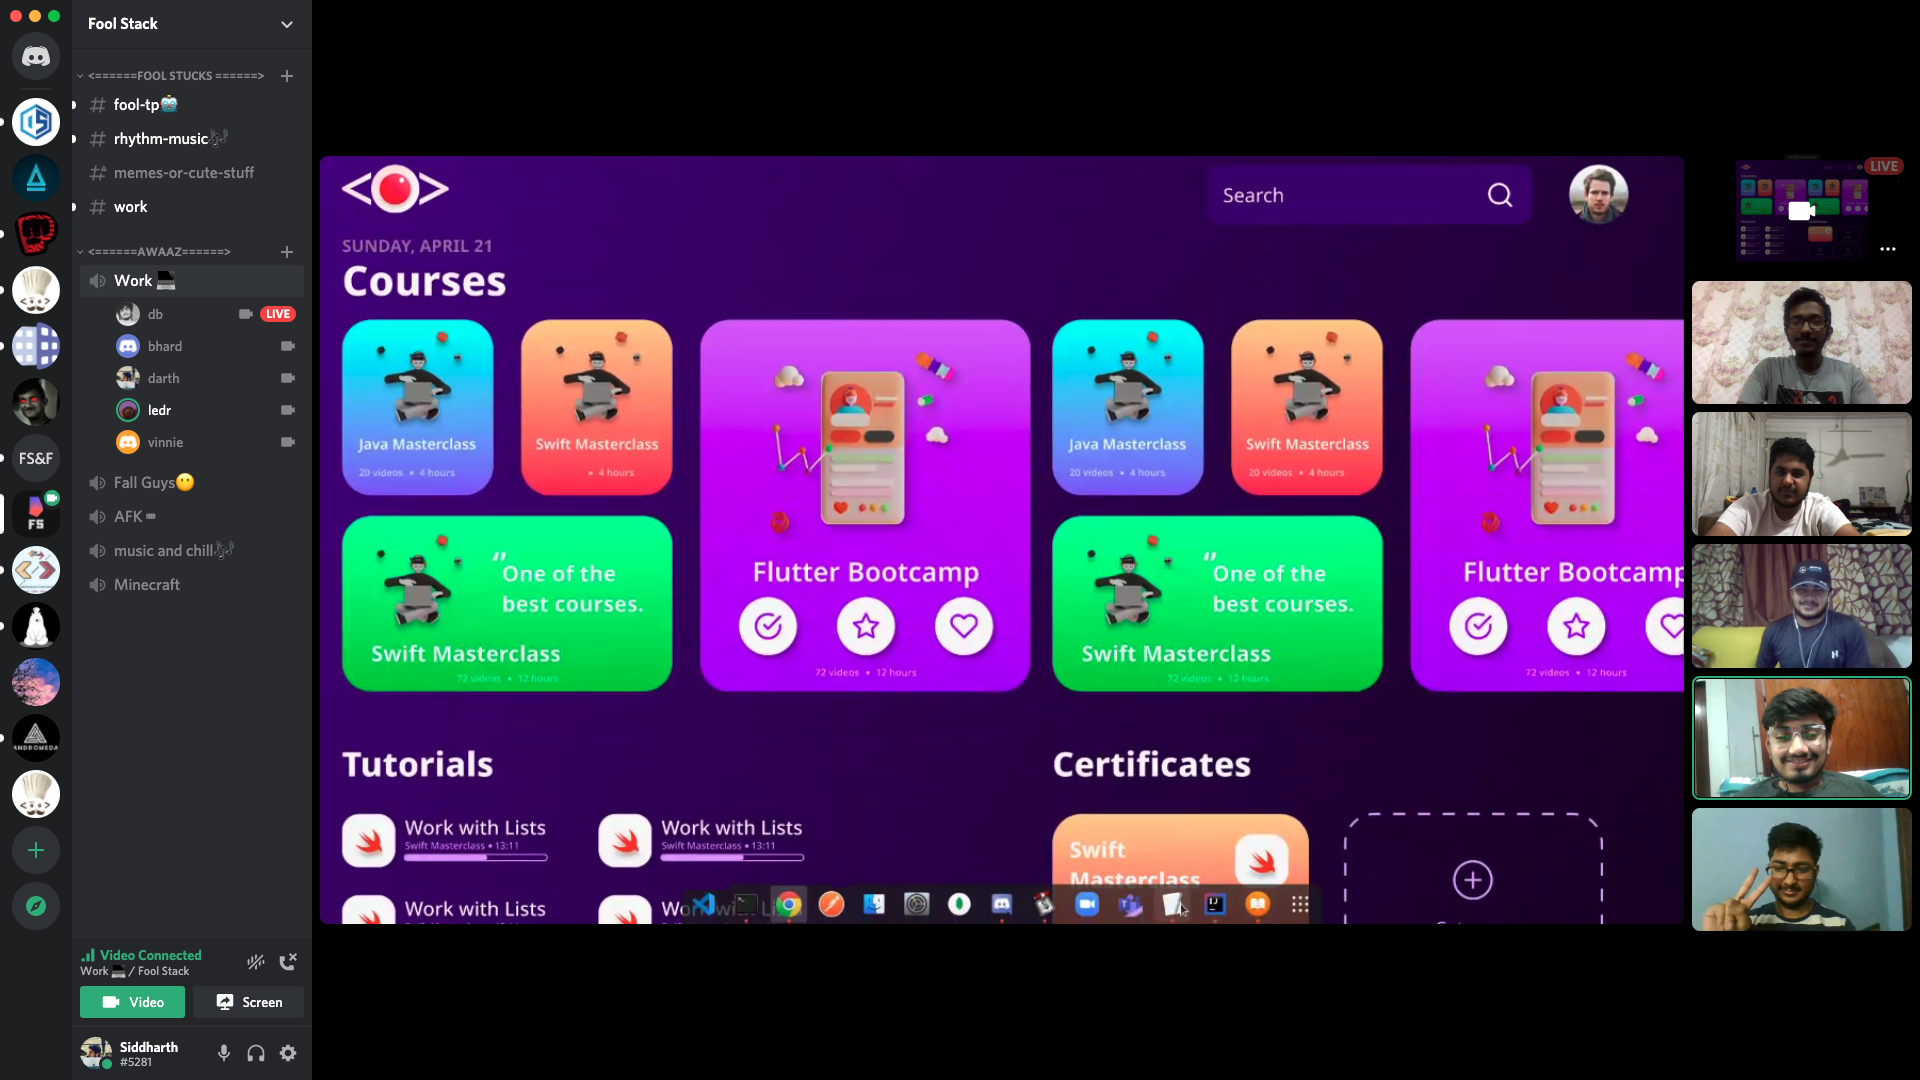 Fool Stack
<======FOOL STUCKS ======>
fool-tp
rhythm-music
memes-or-cute-stuff
work
<======AWAAZ======>
Work
db
LIVE
bhard
darth
ledr
vinnie
FS&F
Fall Guys
FS
AFK
music and chill
Minecraft
ANDROMEDA
Video Connected
Work / Fool Stack
Video
Screen
Siddharth
#5281
Search
SUNDAY, APRIL 21
Courses
Java Masterclass
20 videos • 4 hours
Swift Masterclass
• 4 hours
“One of the
best courses.
Swift Masterclass
72 videos • 12 hours
Flutter Bootcamp
72 videos • 12 hours
Java Masterclass
20 videos • 4 hours
Swift Masterclass
20 videos • 4 hours
“One of the
best courses.
Swift Masterclass
72 videos • 12 hours
Flutter Bootcamp
72 videos • 12 hours
Tutorials
Work with Lists
Swift Masterclass • 13:11
Work with Lists
Swift Masterclass • 13:11
Work with Lists
Certificates
Swift
Masterclass
LIVE